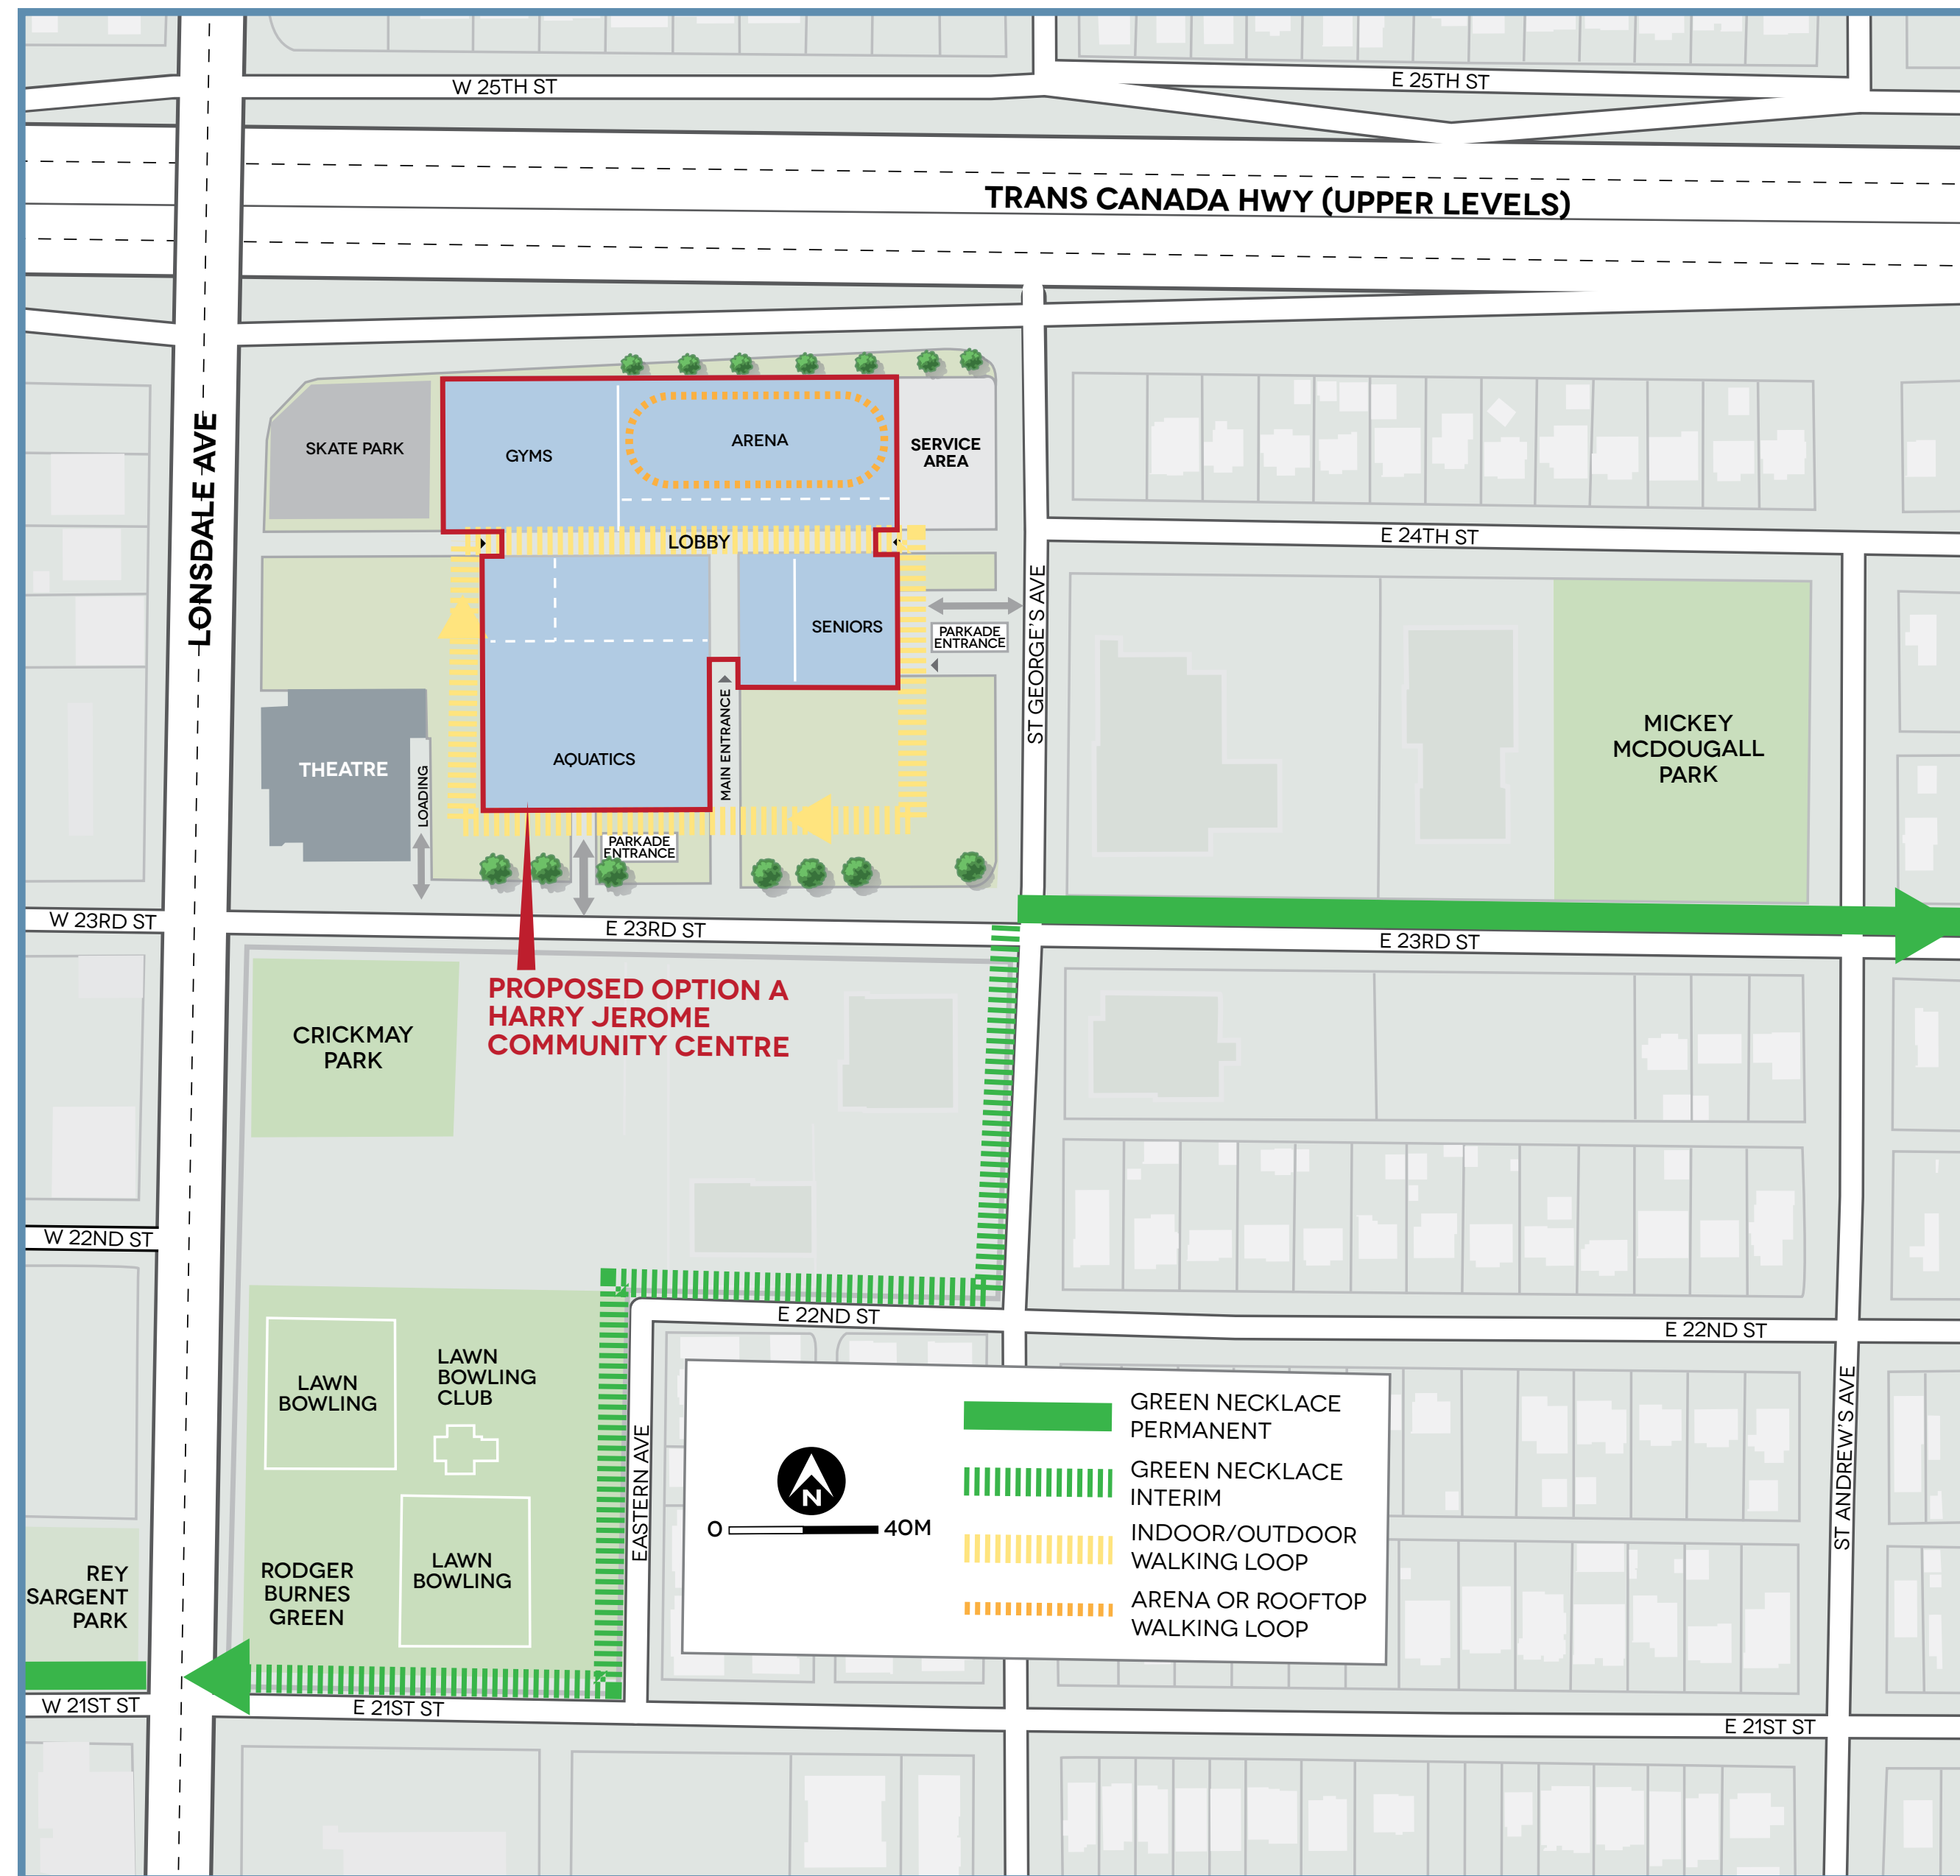 W 25TH ST
E 25TH ST
TRANS CANADA HWY (UPPER LEVELS)
LONSDALE AVE
SKATE PARK
GYMS
ARENA
SERVICE
AREA
LOBBY
E 24TH ST
ST GEORGE'S AVE
SENIORS
PARKADE
ENTRANCE
MAIN ENTRANCE
AQUATICS
THEATRE
LOADING
PARKADE
ENTRANCE
MICKEY
MCDOUGALL
PARK
W 23RD ST
E 23RD ST
E 23RD ST
PROPOSED OPTION A
HARRY JEROME
COMMUNITY CENTRE
CRICKMAY
PARK
W 22ND ST
E 22ND ST
E 22ND ST
LAWN
BOWLING
LAWN
BOWLING
CLUB
EASTERN AVE
ST ANDREW'S AVE
LAWN
BOWLING
RODGER
BURNES
GREEN
REY
SARGENT
PARK
N
0 40M
GREEN NECKLACE
PERMANENT
GREEN NECKLACE
INTERIM
INDOOR/OUTDOOR
WALKING LOOP
ARENA OR ROOFTOP
WALKING LOOP
W 21ST ST
E 21ST ST
E 21ST ST